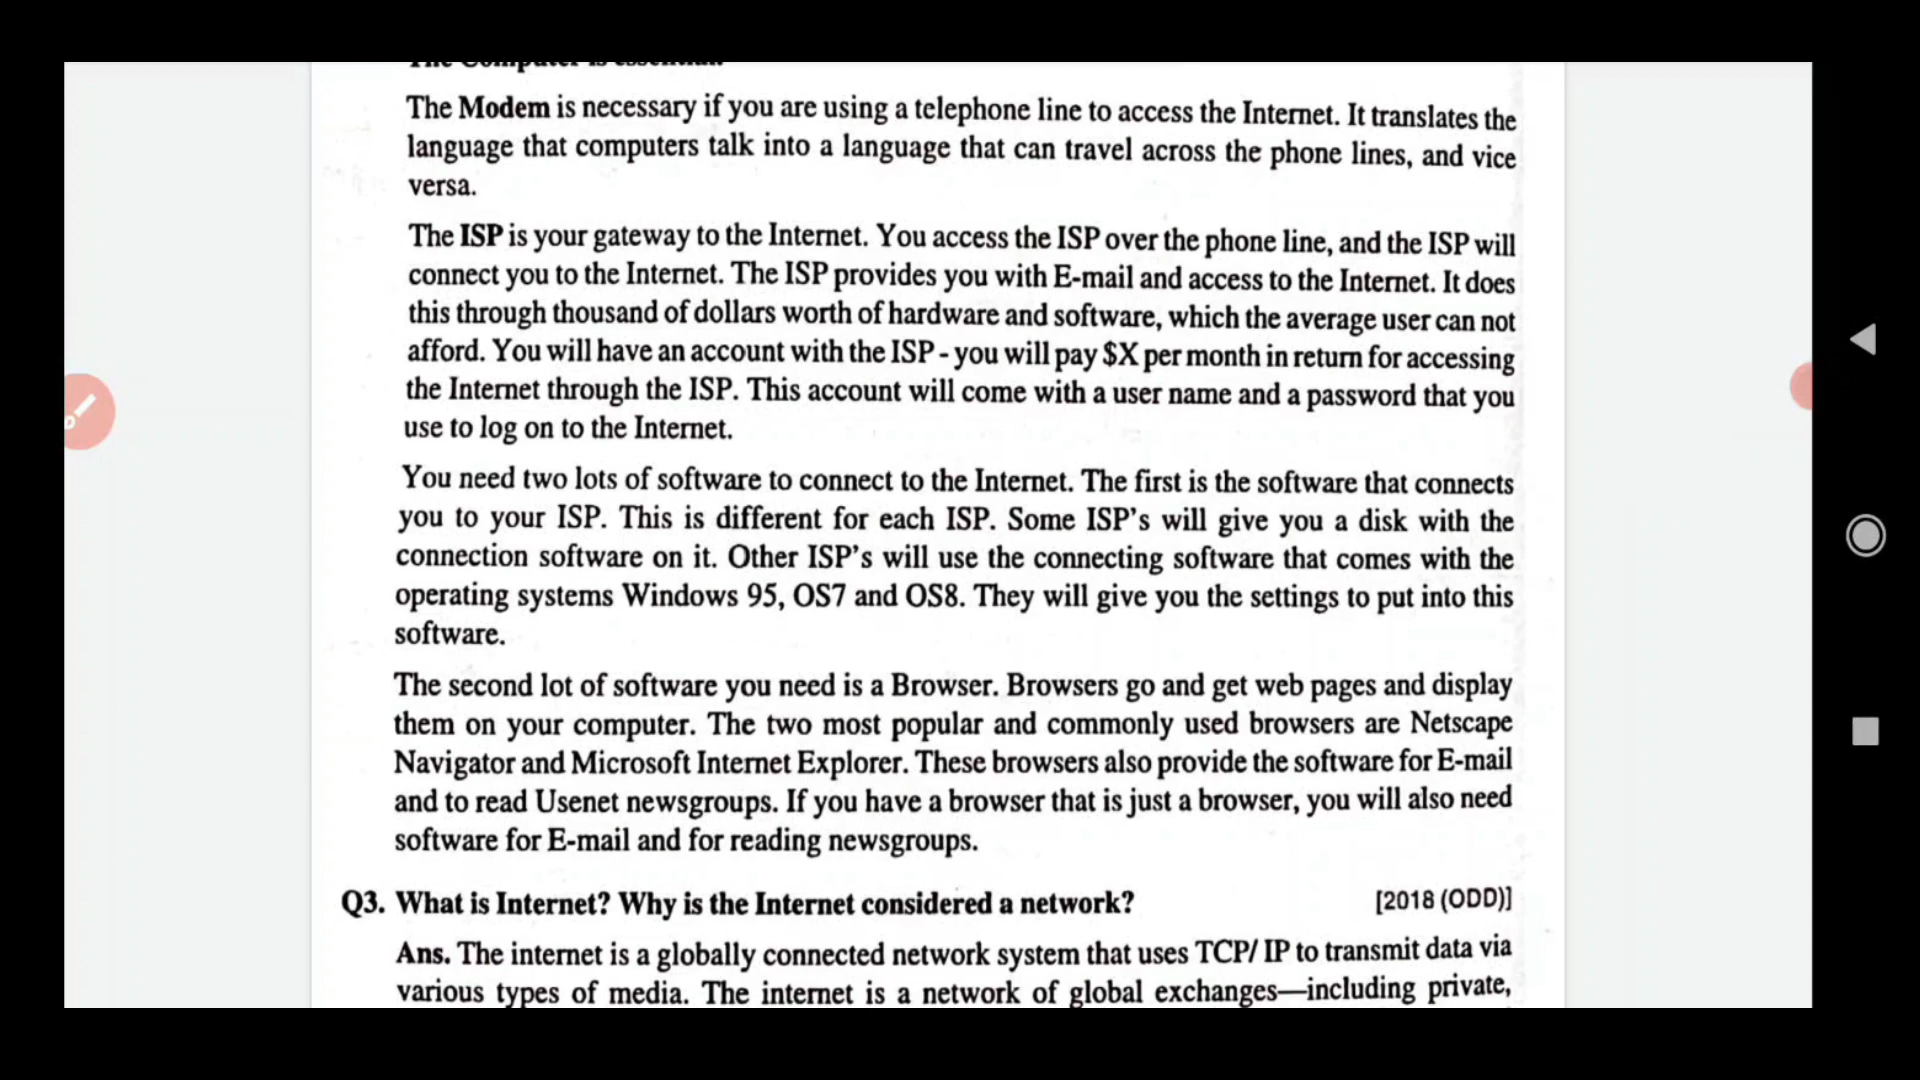 The Computer is essential.
The Modem is necessary if you are using a telephone line to access the Internet. It translates the
language that computers talk into a language that can travel across the phone lines, and vice
versa.
The ISP is your gateway to the Internet. You access the ISP over the phone line, and the ISP will
connect you to the Internet. The ISP provides you with E-mail and access to the Internet. It does
this through thousand of dollars worth of hardware and software, which the average user can not
afford. You will have an account with the ISP - you will pay $X per month in return for accessing
the Internet through the ISP. This account will come with a user name and a password that you
use to log on to the Internet.
You need two lots of software to connect to the Internet. The first is the software that connects
you to your ISP. This is different for each ISP. Some ISP's will give you a disk with the
connection software on it. Other ISP's will use the connecting software that comes with the
operating systems Windows 95, OS7 and OS8. They will give you the settings to put into this
software.
The second lot of software you need is a Browser. Browsers go and get web pages and display
them on your computer. The two most popular and commonly used browsers are Netscape
Navigator and Microsoft Internet Explorer. These browsers also provide the software for E-mail
and to read Usenet newsgroups. If you have a browser that is just a browser, you will also need
software for E-mail and for reading newsgroups.
Q3. What is Internet? Why is the Internet considered a network? [2018 (ODD)]
Ans. The internet is a globally connected network system that uses TCP/ IP to transmit data via
various types of media. The internet is a network of global exchanges—including private,